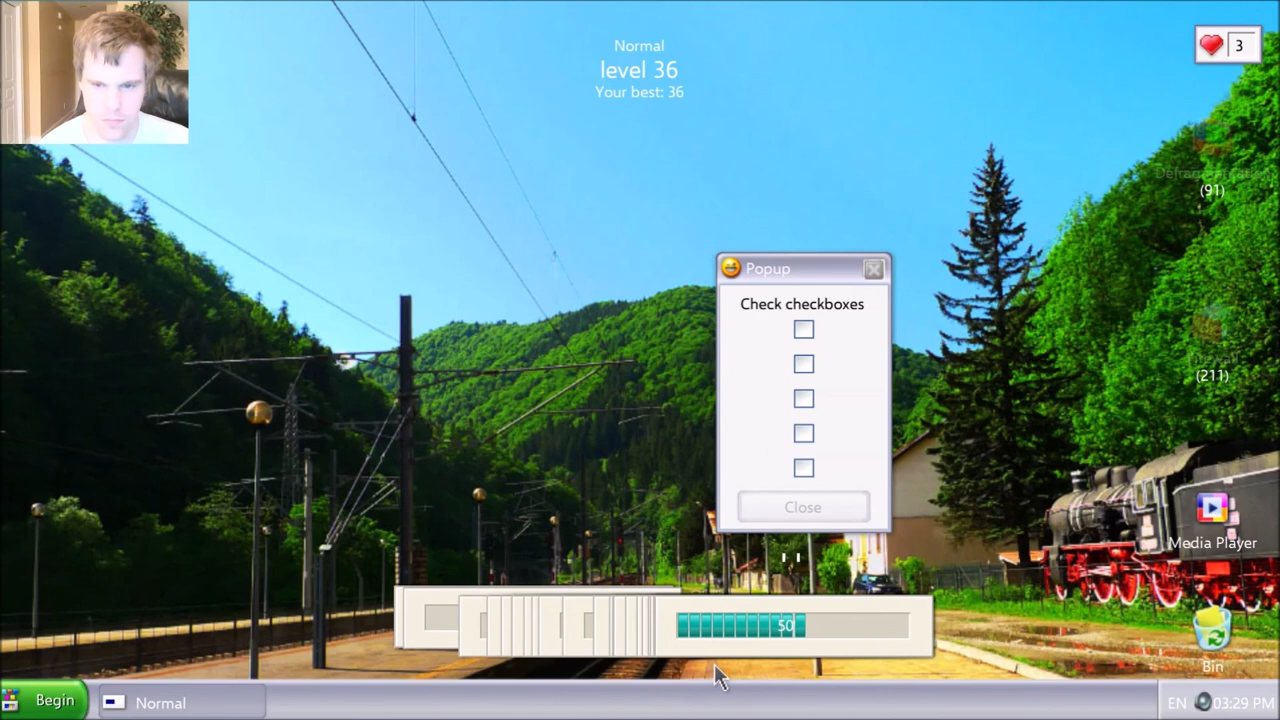 Normal
level 36
Your best: 36
3
(91)
Popup
Check checkboxes
Close
(211)
Media Player
50
Bin
Begin
Normal
EN
03:29 PM